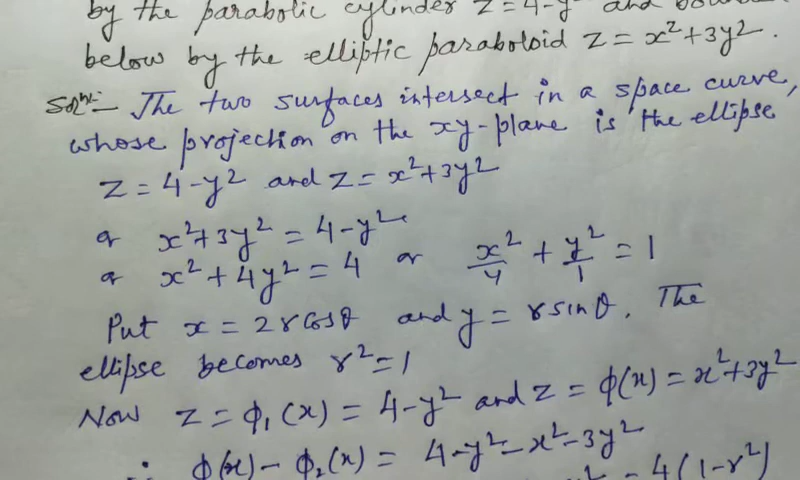 by the parabolic cylinder z = 4 - y² and
below by the elliptic paraboloid z = x² + 3y².
Solⁿ:- The two surfaces intersect in a space curve,
whose projection on the xy-plane is the ellipse
z = 4 - y² and z = x² + 3y²
or x² + 3y² = 4 - y²
or x² + 4y² = 4 or x²/4 + y²/1 = 1
Put x = 2r cosθ and y = r sinθ. The
ellipse becomes r² = 1
Now z = ϕ₁(x) = 4 - y² and z = ϕ(x) = x² + 3y²
∴ ϕ(x) - ϕ₂(x) = 4 - y² - x² - 3y²
= 4(1 - r²)